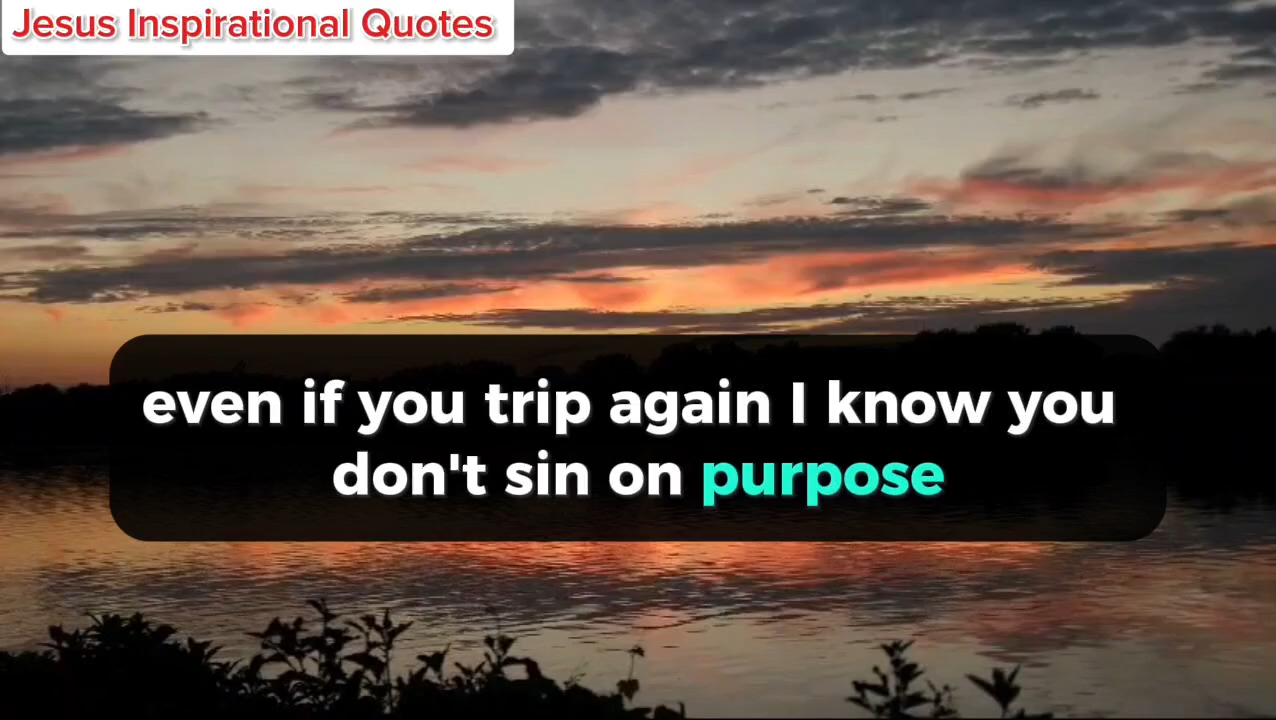 Jesus Inspirational Quotes
even if you trip again I know you
don't sin on purpose